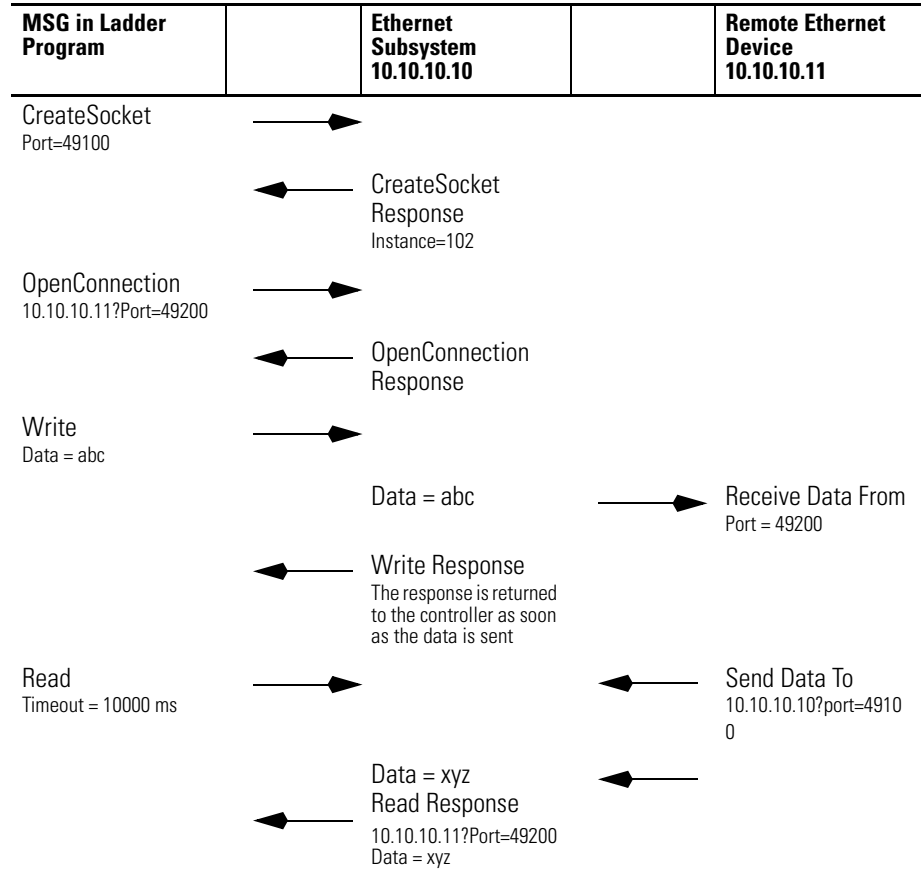 MSG in Ladder
Program
Ethernet
Subsystem
10.10.10.10
Remote Ethernet
Device
10.10.10.11
CreateSocket
Port=49100
CreateSocket
Response
Instance=102
OpenConnection
10.10.10.11?Port=49200
OpenConnection
Response
Write
Data = abc
Data = abc
Receive Data From
Port = 49200
Write Response
The response is returned
to the controller as soon
as the data is sent
Read
Timeout = 10000 ms
Send Data To
10.10.10.10?port=4910
0
Data = xyz
Read Response
10.10.10.11?Port=49200
Data = xyz